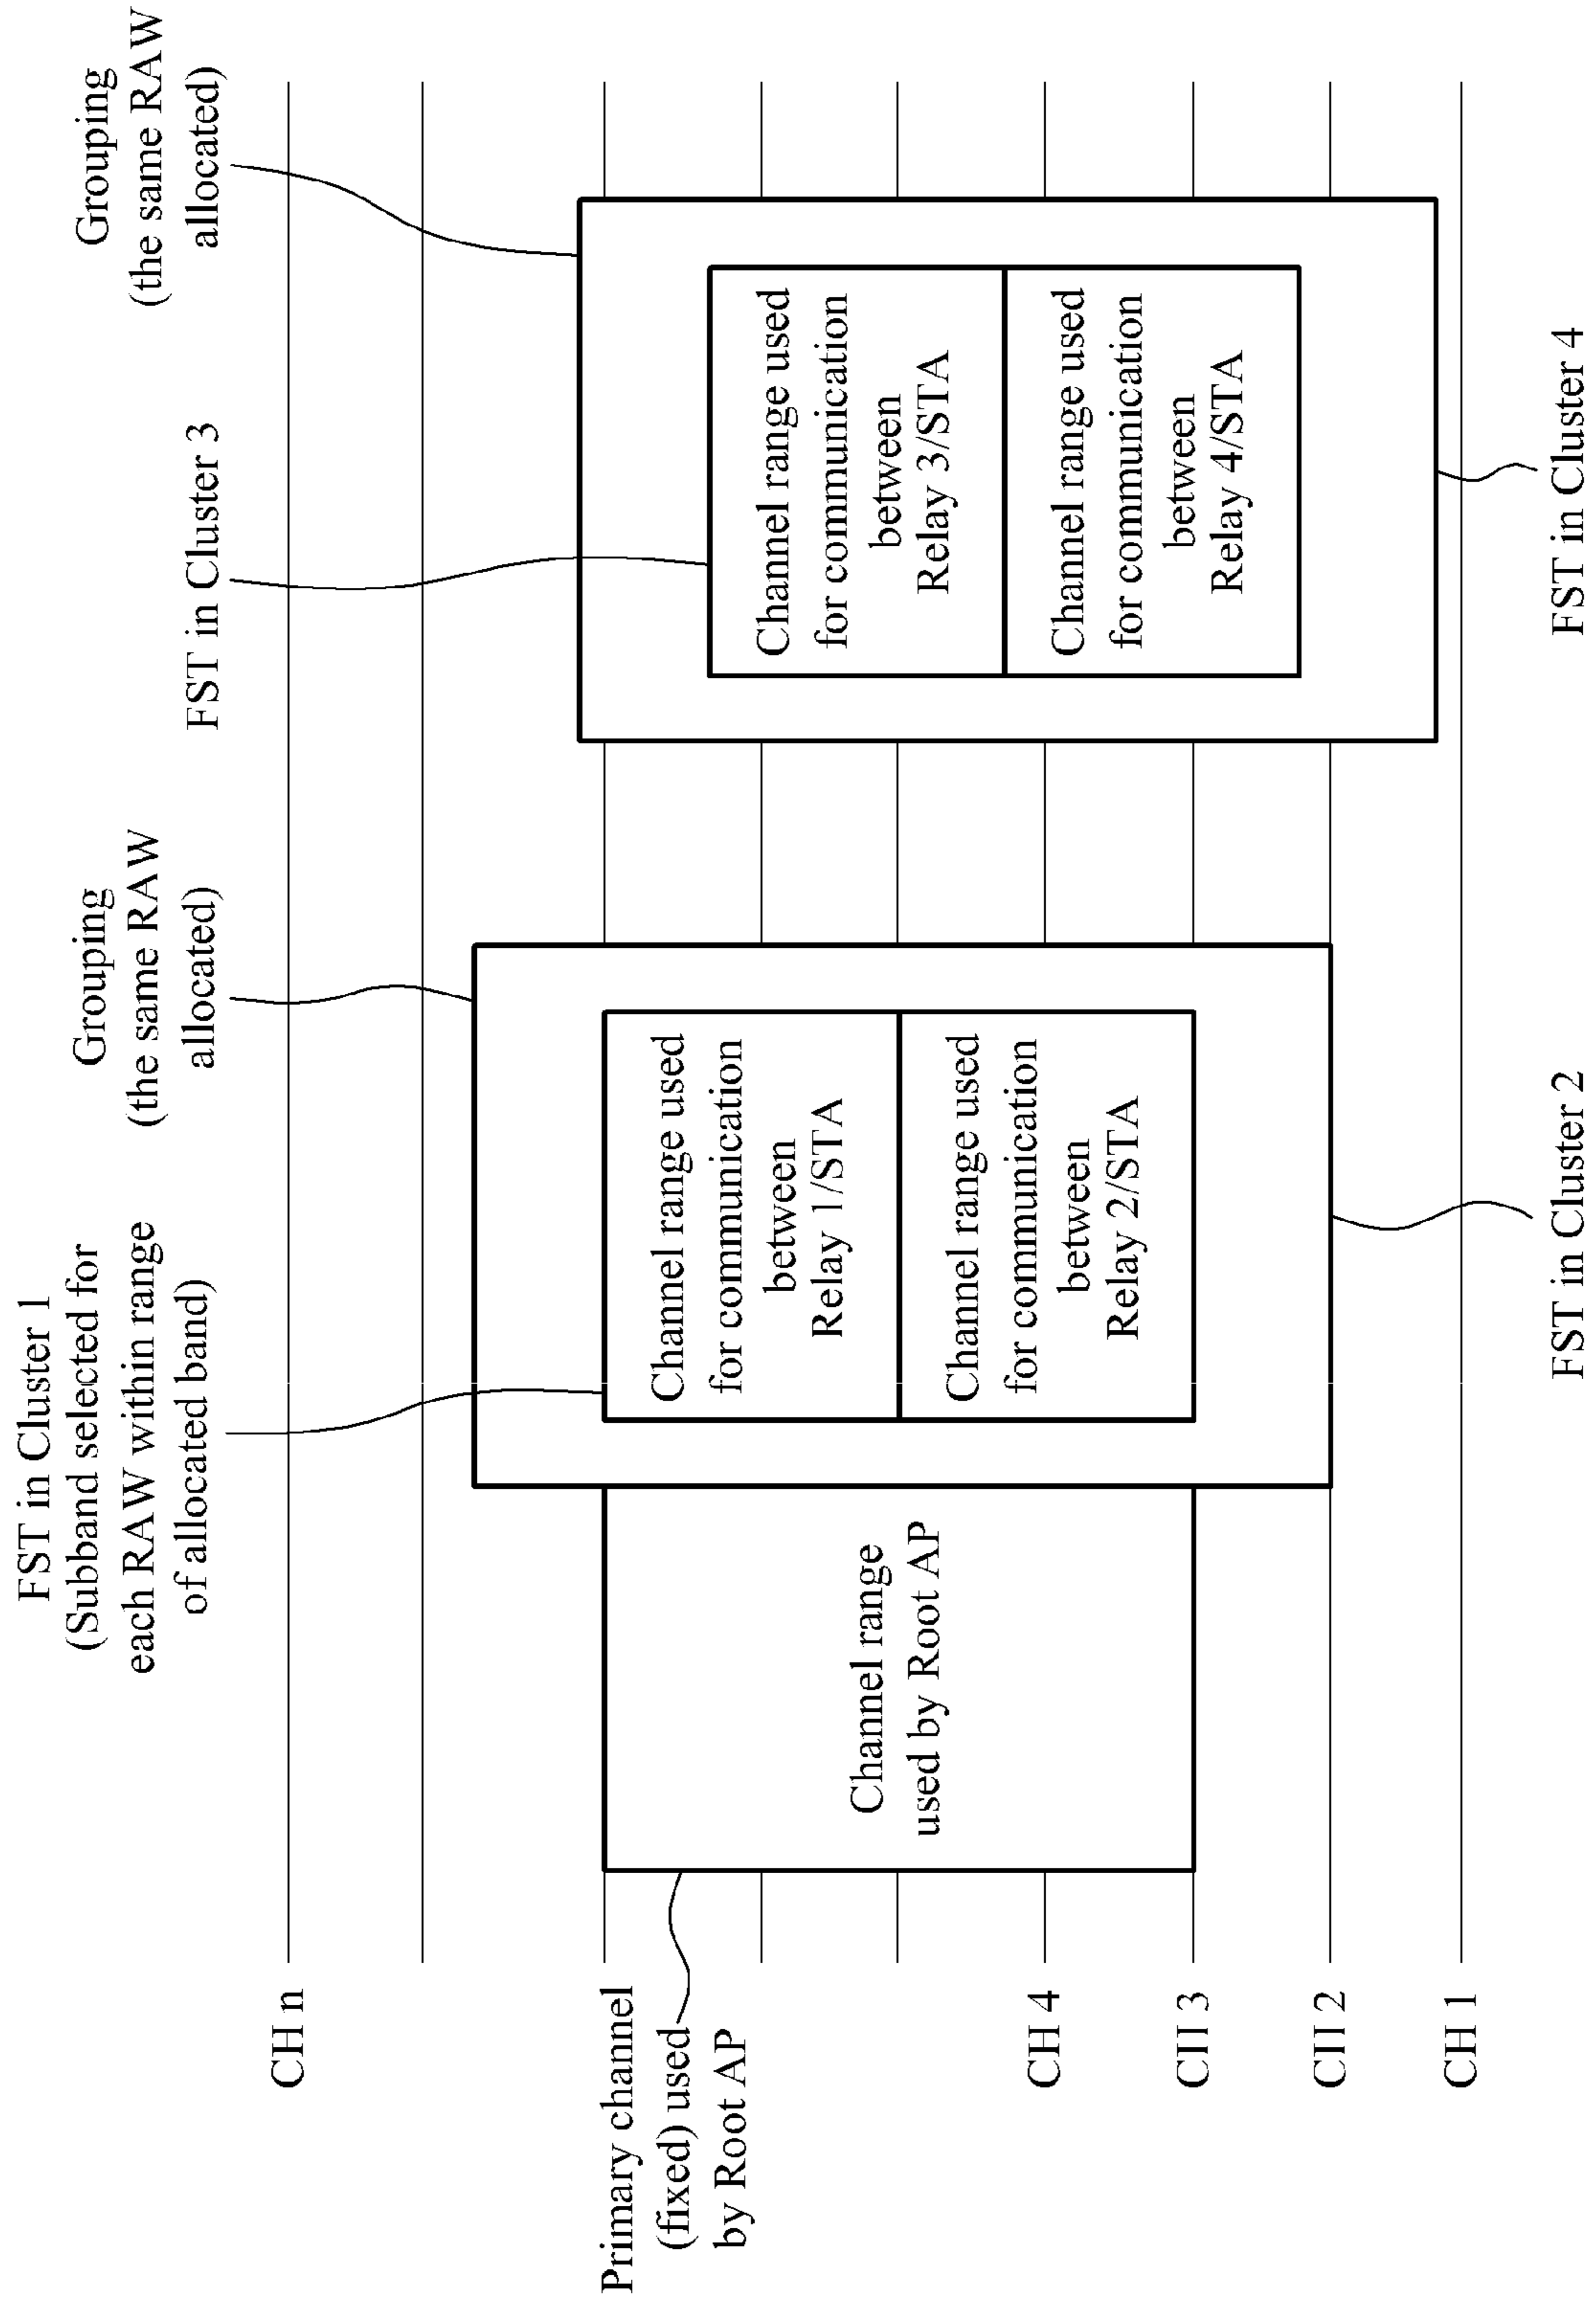 FST in Cluster 1
(Subband selected for
each RAW within range
of allocated band)
Grouping
(the same RAW
allocated)
FST in Cluster 3
Grouping
(the same RAW
allocated)
CH n
Primary channel
(fixed) used
by Root AP
Channel range
used by Root AP
Channel range used
for communication
between
Relay 1/STA
Channel range used
for communication
between
Relay 2/STA
Channel range used
for communication
between
Relay 3/STA
Channel range used
for communication
between
Relay 4/STA
CH 4
CH 3
CH 2
CH 1
FST in Cluster 2
FST in Cluster 4